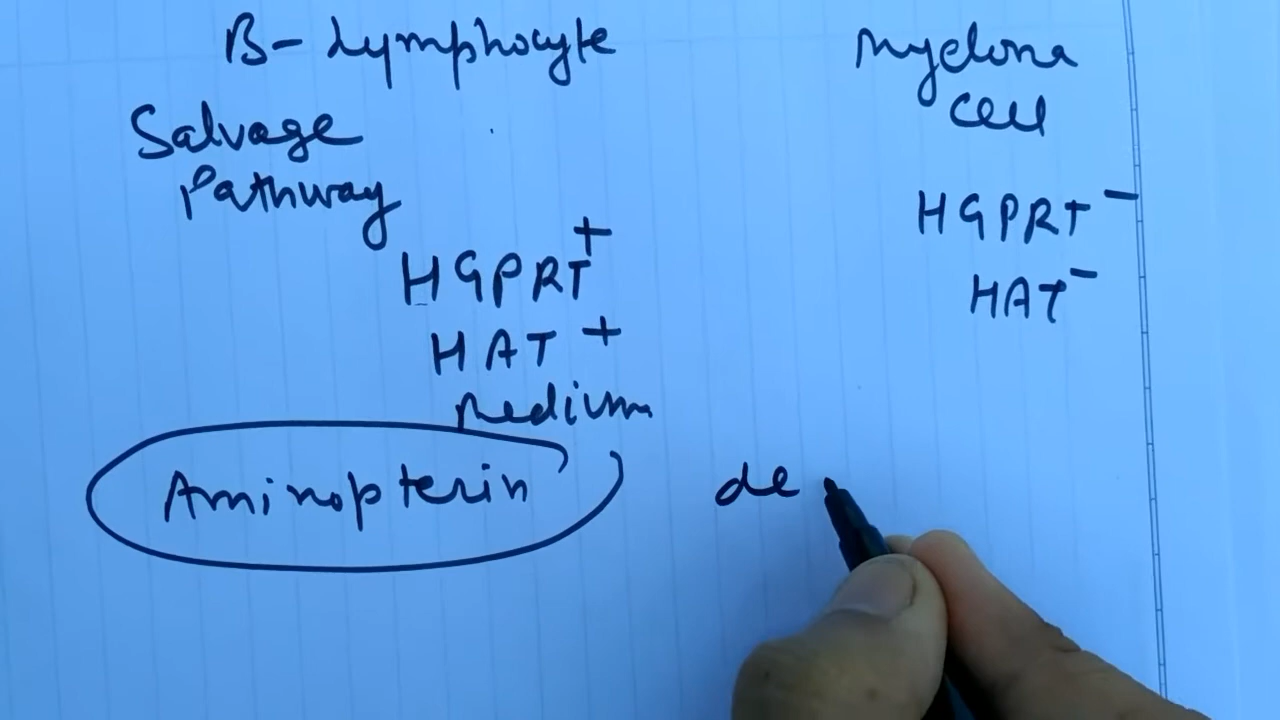 B- Lymphocyte
Myeloma
Cell
Salvage
Pathway
HGPRT+
HAT+
Medium
HGPRT-
HAT-
Aminopterin
de